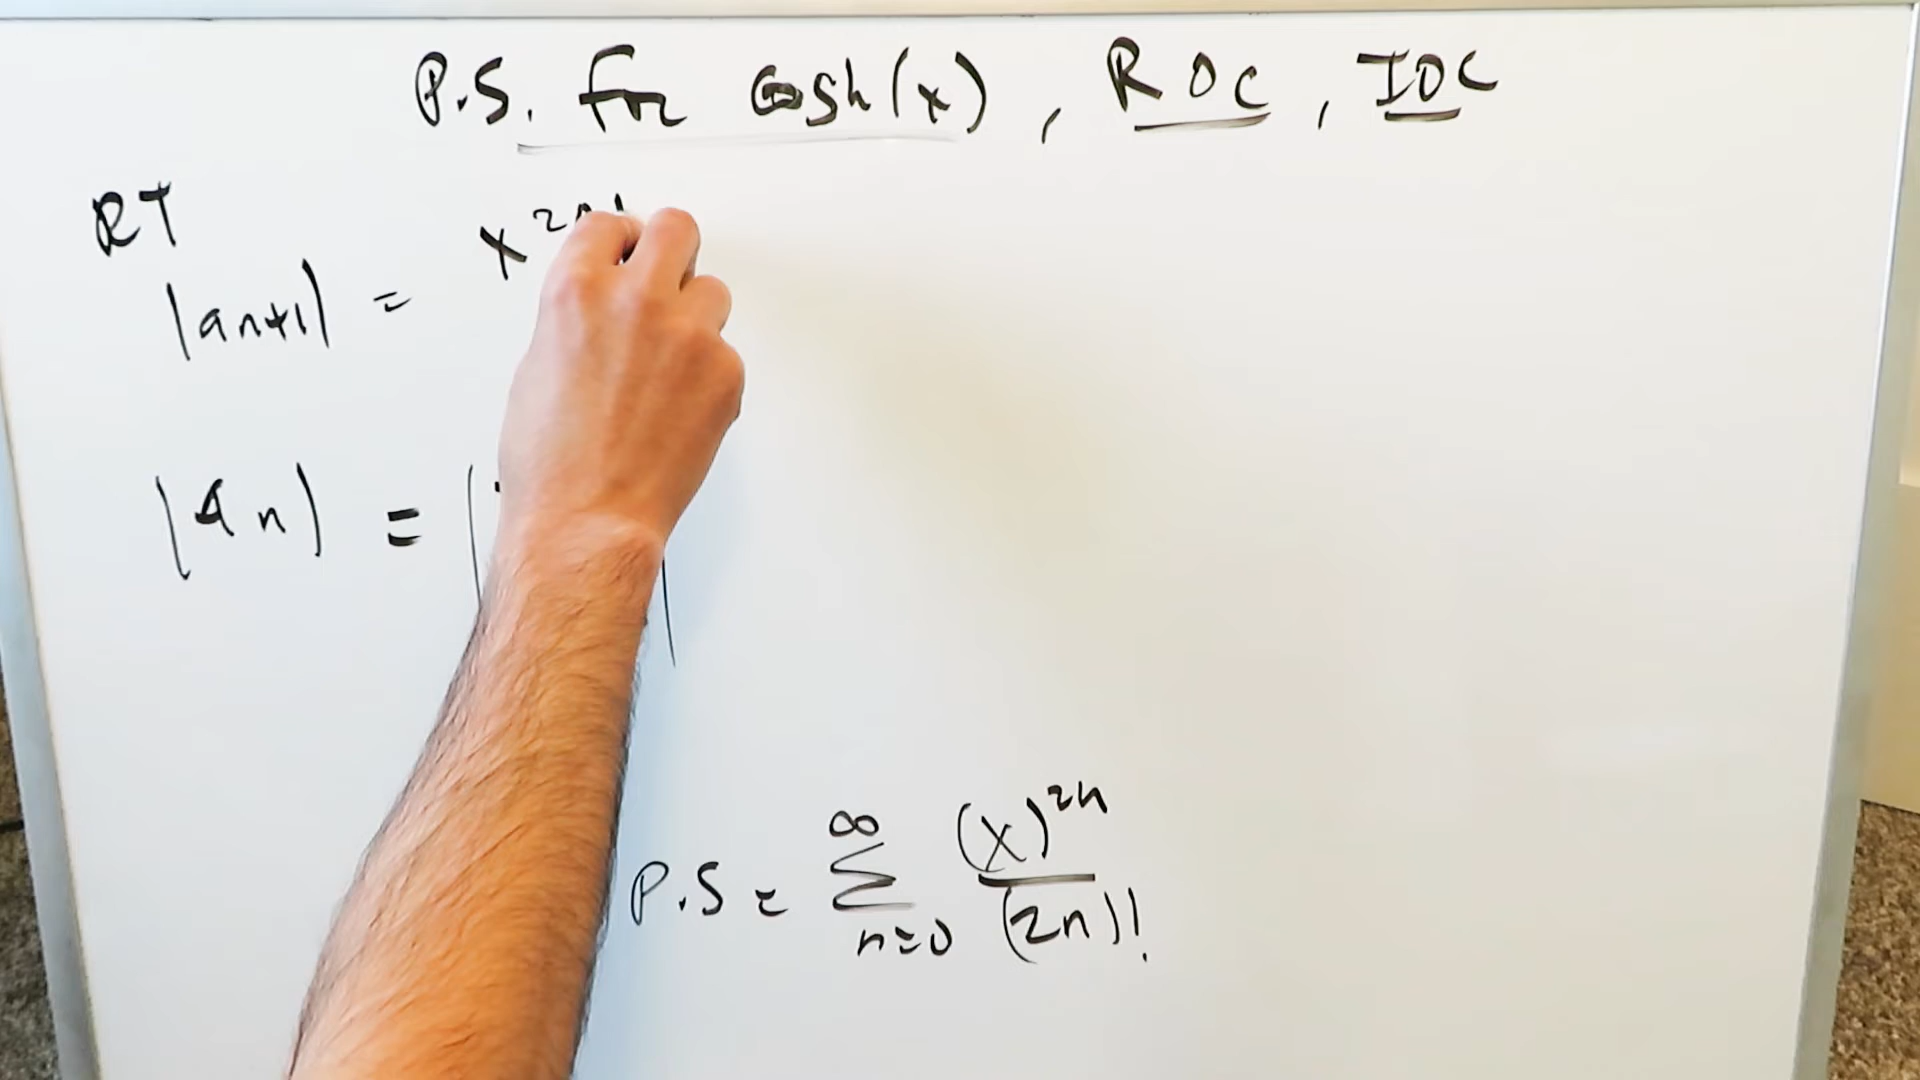 P.S. For Cosh(x), ROC, IOC
RT
|an+1| = x^2n
|an| = |
P.S = ∞ ∑ n=0 (x)^2n / (2n)!